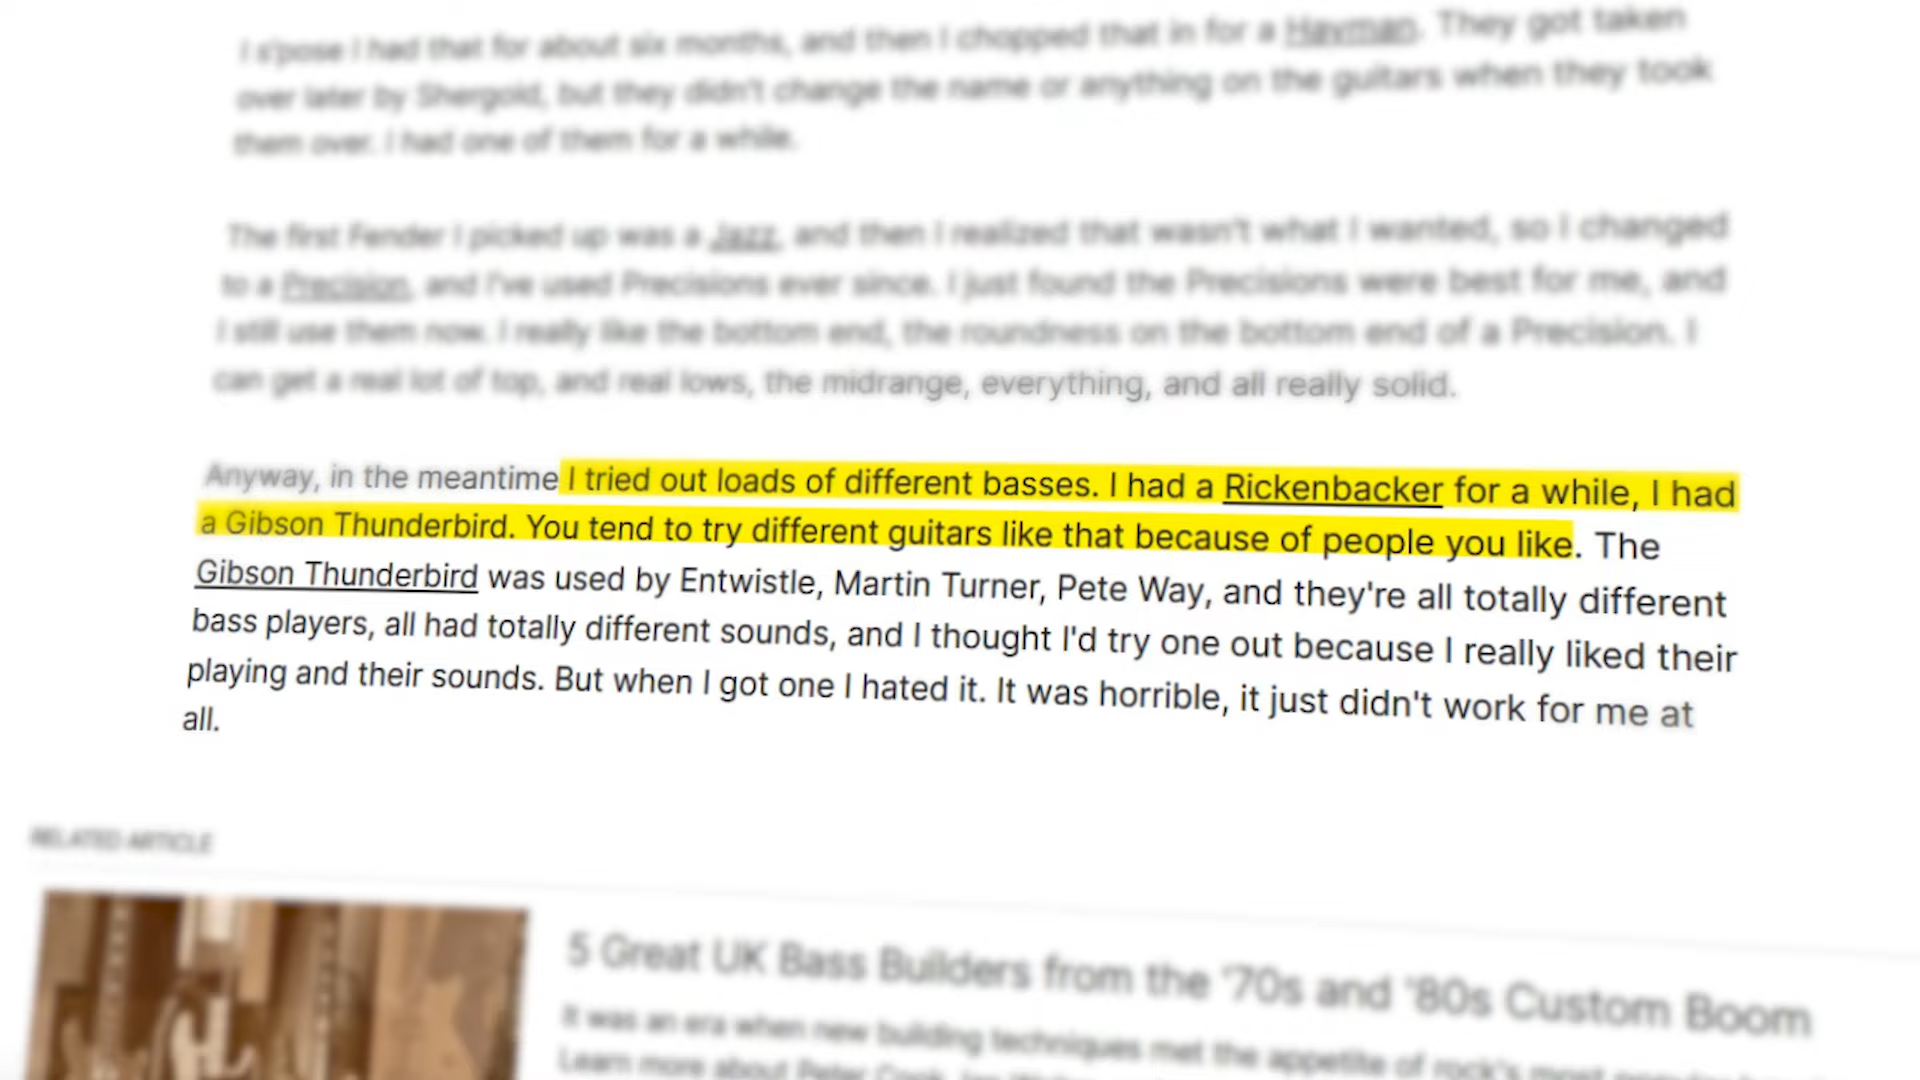 I s'pose I had that for about six months, and then I chopped that in for a Hayman. They got taken
over later by Shergold, but they didn't change the name or anything on the guitars when they took
them over. I had one of them for a while.
The first Fender I picked up was a Jazz, and then I realized that wasn't what I wanted, so I changed
to a Precision, and I've used Precisions ever since. I just found the Precisions were best for me, and
I still use them now. I really like the bottom end, the roundness on the bottom end of a Precision. I
can get a real lot of top, and real lows, the midrange, everything, and all really solid.
Anyway, in the meantime I tried out loads of different basses. I had a Rickenbacker for a while, I had
a Gibson Thunderbird. You tend to try different guitars like that because of people you like. The
Gibson Thunderbird was used by Entwistle, Martin Turner, Pete Way, and they're all totally different
bass players, all had totally different sounds, and I thought I'd try one out because I really liked their
playing and their sounds. But when I got one I hated it. It was horrible, it just didn't work for me at
all.
RELATED ARTICLE
5 Great UK Bass Builders from the '70s and '80s Custom Boom
It was an era when new building techniques met the appetite of rock's most
Learn more about Peter Cook,